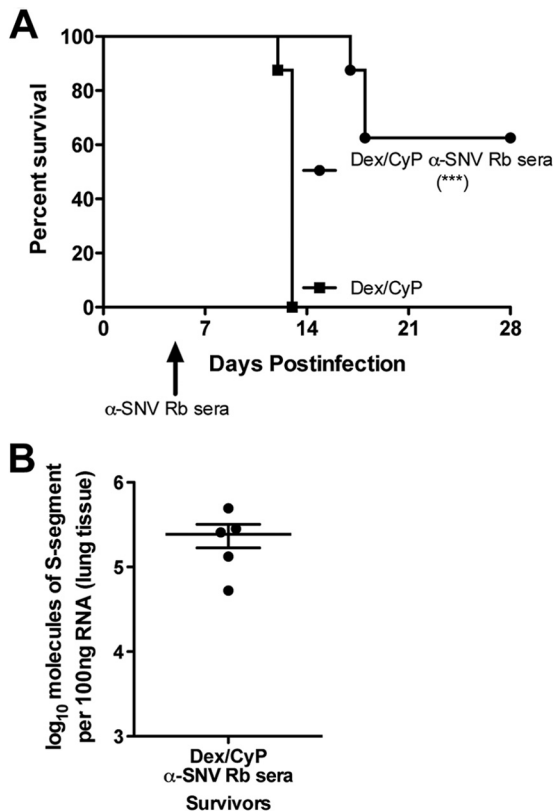 A
100
80
60
40
20
0
Percent survival
Dex/CyP α-SNV Rb sera
(***)
Dex/CyP
0 7 14 21 28
Days Postinfection
α-SNV Rb sera
B
log10 molecules of S-segment
per 100ng RNA (lung tissue)
6
5
4
3
Dex/CyP
α-SNV Rb sera
Survivors